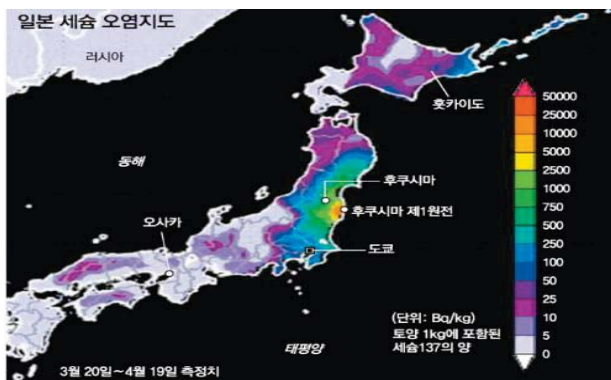 일본 세슘 오염지도
러시아
홋카이도
동해
후쿠시마
후쿠시마 제1원전
오사카
도쿄
태평양
50000
25000
10000
5000
2500
1000
750
500
250
100
50
25
10
5
0
(단위: Bq/kg)
토양 1kg에 포함된
세슘137의 양
3월 20일~4월 19일 측정치